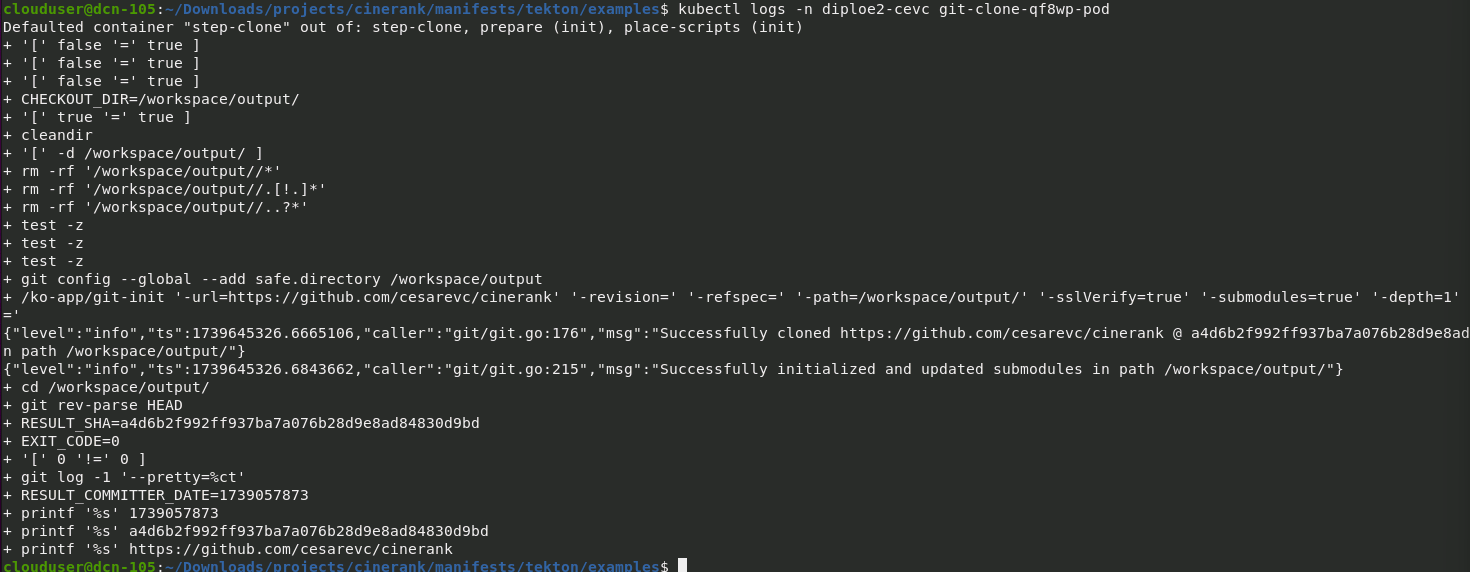 clouduser@dcn-105:~/Downloads/projects/cinerank/manifests/tekton/examples$ kubectl logs -n diploe2-cevc git-clone-qf8wp-pod
Defaulted container "step-clone" out of: step-clone, prepare (init), place-scripts (init)
+ '[' false '=' true ]
+ '[' false '=' true ]
+ '[' false '=' true ]
+ CHECKOUT_DIR=/workspace/output/
+ '[' true '=' true ]
+ cleandir
+ '[' -d /workspace/output/ ]
+ rm -rf '/workspace/output//*'
+ rm -rf '/workspace/output//.[!.]*'
+ rm -rf '/workspace/output//..?*'
+ test -z
+ test -z
+ test -z
+ git config --global --add safe.directory /workspace/output
+ /ko-app/git-init '-url=https://github.com/cesarevc/cinerank' '-revision=' '-refspec=' '-path=/workspace/output/' '-sslVerify=true' '-submodules=true' '-depth=1'
='
{"level":"info","ts":1739645326.6665106,"caller":"git/git.go:176","msg":"Successfully cloned https://github.com/cesarevc/cinerank @ a4d6b2f992ff937ba7a076b28d9e8ad
n path /workspace/output/"}
{"level":"info","ts":1739645326.6843662,"caller":"git/git.go:215","msg":"Successfully initialized and updated submodules in path /workspace/output/"}
+ cd /workspace/output/
+ git rev-parse HEAD
+ RESULT_SHA=a4d6b2f992ff937ba7a076b28d9e8ad84830d9bd
+ EXIT_CODE=0
+ '[' 0 '!=' 0 ]
+ git log -1 '--pretty=%ct'
+ RESULT_COMMITTER_DATE=1739057873
+ printf '%s' 1739057873
+ printf '%s' a4d6b2f992ff937ba7a076b28d9e8ad84830d9bd
+ printf '%s' https://github.com/cesarevc/cinerank
clouduser@dcn-105:~/Downloads/projects/cinerank/manifests/tekton/examples$